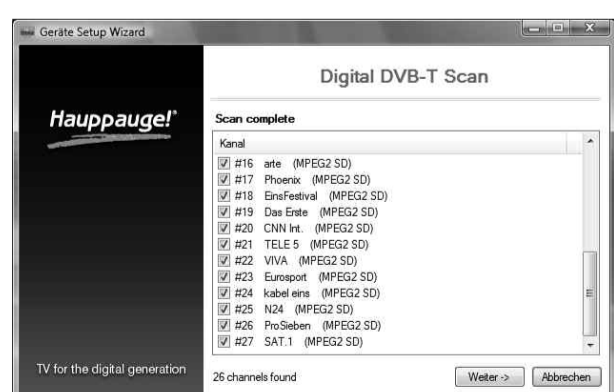 Geräte Setup Wizard
Digital DVB-T Scan
Hauppauge!®
Scan complete
Kanal
#16 arte (MPEG2 SD)
#17 Phoenix (MPEG2 SD)
#18 EinsFestival (MPEG2 SD)
#19 Das Erste (MPEG2 SD)
#20 CNN Int. (MPEG2 SD)
#21 TELE 5 (MPEG2 SD)
#22 VIVA (MPEG2 SD)
#23 Eurosport (MPEG2 SD)
#24 kabel eins (MPEG2 SD)
#25 N24 (MPEG2 SD)
#26 ProSieben (MPEG2 SD)
#27 SAT.1 (MPEG2 SD)
TV for the digital generation
26 channels found
Weiter ->
Abbrechen